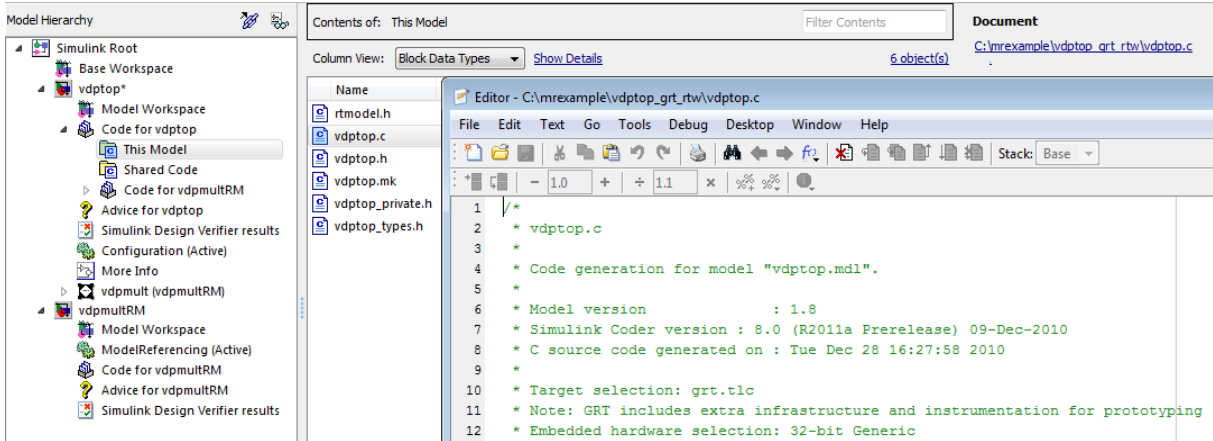 Model Hierarchy
Simulink Root
Base Workspace
vdptop*
Model Workspace
Code for vdptop
This Model
Shared Code
Code for vdpmultRM
Advice for vdptop
Simulink Design Verifier results
Configuration (Active)
More Info
vdpmult (vdpmultRM)
vdpmultRM
Model Workspace
ModelReferencing (Active)
Code for vdpmultRM
Advice for vdpmultRM
Simulink Design Verifier results
Contents of: This Model
Filter Contents
Column View: Block Data Types Show Details 6 object(s)
Name
rtmodel.h
vdptop.c
vdptop.h
vdptop.mk
vdptop_private.h
vdptop_types.h
Document
C:\mrexample\vdptop_grt_rtw\vdptop.c
Editor - C:\mrexample\vdptop_grt_rtw\vdptop.c
File Edit Text Go Tools Debug Desktop Window Help
Stack: Base
- 1.0 + ÷ 1.1 ×
1 /*
2 * vdptop.c
3 *
4 * Code generation for model "vdptop.mdl".
5 *
6 * Model version : 1.8
7 * Simulink Coder version : 8.0 (R2011a Prerelease) 09-Dec-2010
8 * C source code generated on : Tue Dec 28 16:27:58 2010
9 *
10 * Target selection: grt.tlc
11 * Note: GRT includes extra infrastructure and instrumentation for prototyping
12 * Embedded hardware selection: 32-bit Generic